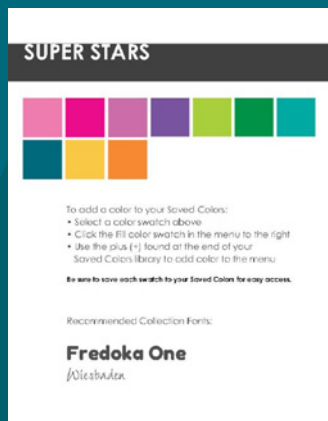 SUPER STARS
To add a color to your Saved Colors:
• Select a color swatch above
• Click the Fill color swatch in the menu to the right
• Use the plus (+) found at the end of your
Saved Colors library to add color to the menu
Be sure to save each swatch to your Saved Colors for easy access.
Recommended Collection Fonts:
Fredoka One
Wiesbaden